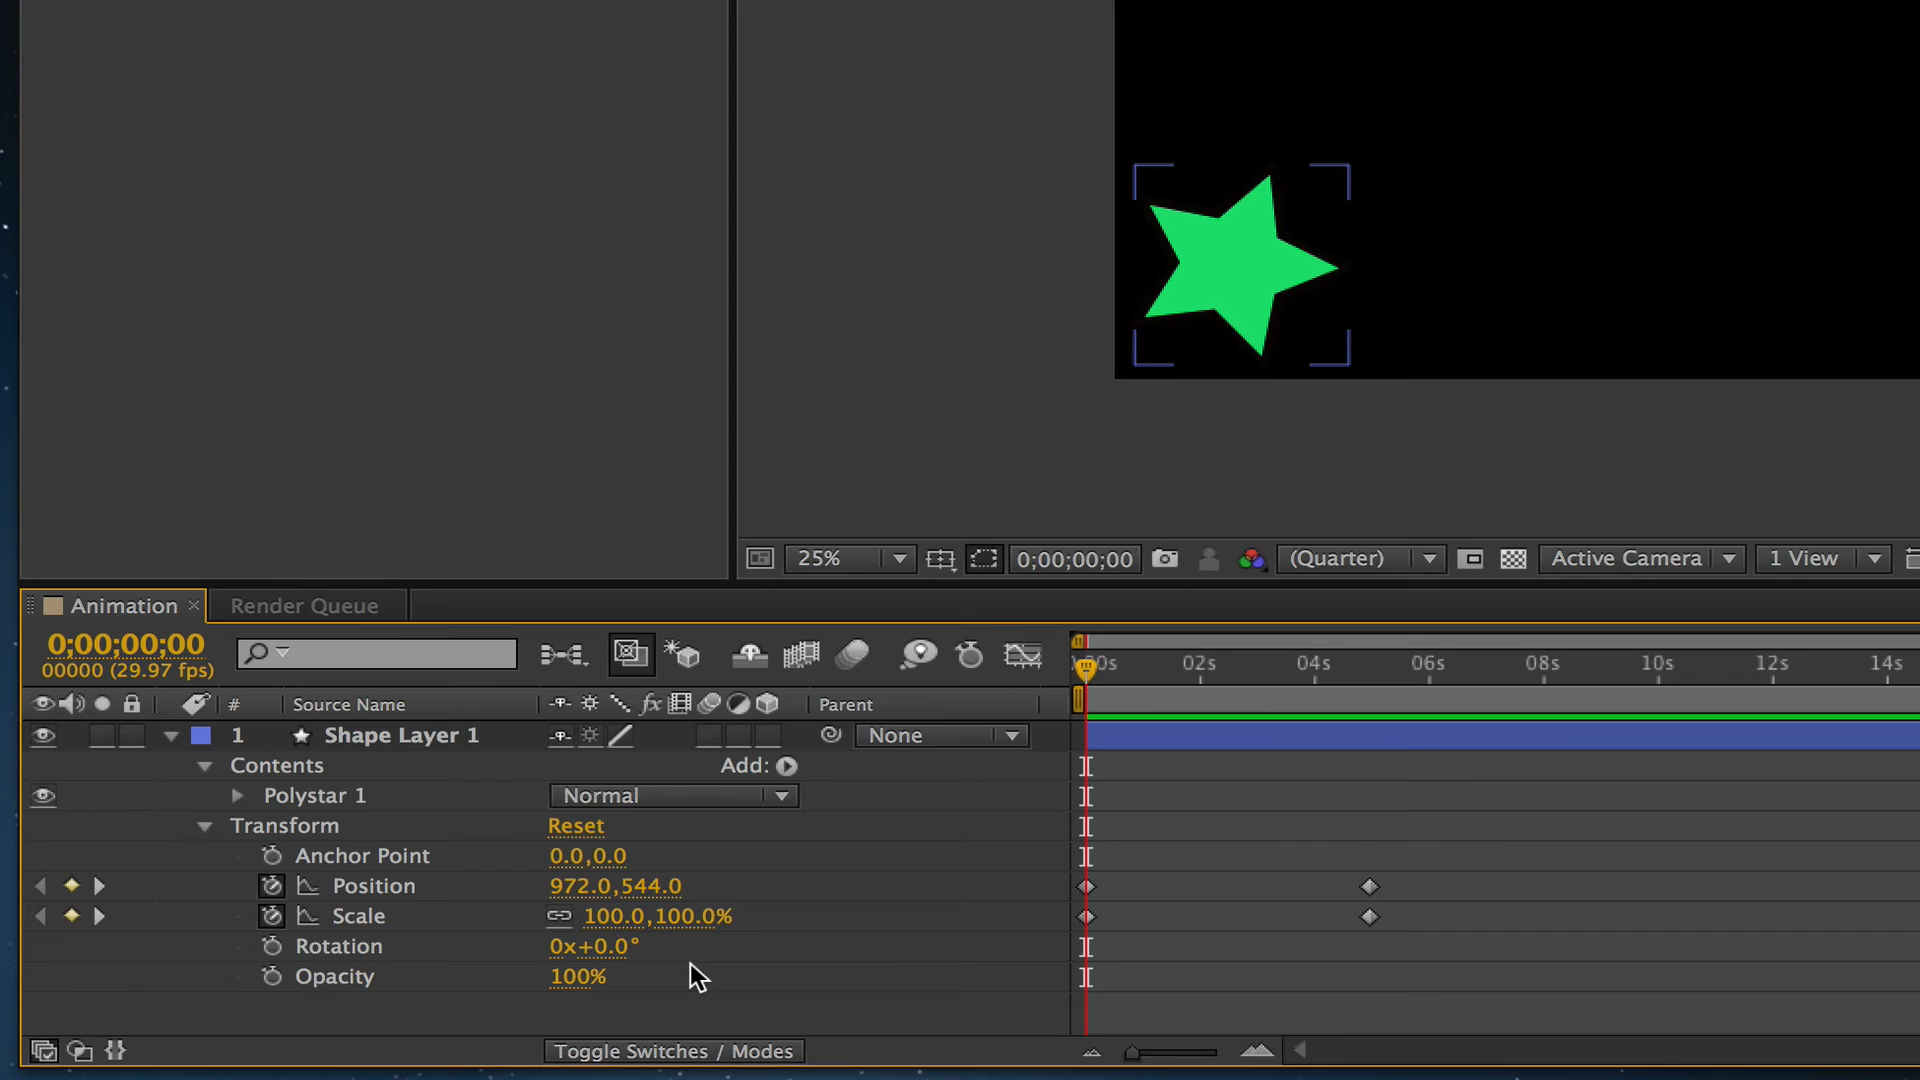 25%
0;00;00;00
(Quarter)
Active Camera
1 View
Animation ×
Render Queue
0;00;00;00
00000 (29.97 fps)
02s
04s
06s
08s
10s
12s
14s
#
Source Name
fx
Parent
1
Shape Layer 1
None
Contents
Add:
Polystar 1
Normal
Transform
Reset
Anchor Point
0.0,0.0
Position
972.0,544.0
Scale
100.0,100.0%
Rotation
0x+0.0°
Opacity
100%
Toggle Switches / Modes